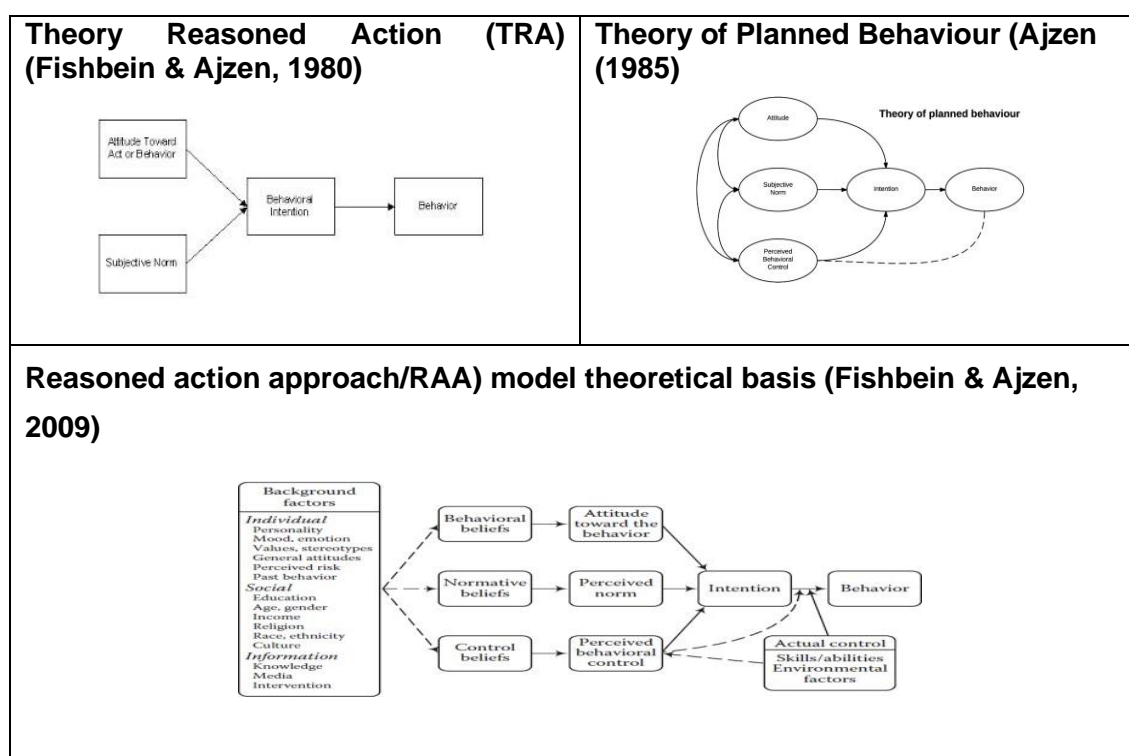 Theory Reasoned Action (TRA)
(Fishbein & Ajzen, 1980)
Attitude Toward
Act or Behavior
Subjective Norm
Behavioral
Intention
Behavior
Theory of Planned Behaviour (Ajzen
(1985)
Theory of planned behaviour
Attitude
Subjective
Norm
Perceived
Behavioral
Control
Intention
Behavior
Reasoned action approach/RAA) model theoretical basis (Fishbein & Ajzen,
2009)
Background
factors
Individual
Personality
Mood, emotion
Values, stereotypes
General attitudes
Perceived risk
Past behavior
Social
Education
Age, gender
Income
Religion
Race, ethnicity
Culture
Information
Knowledge
Media
Intervention
Behavioral
beliefs
Attitude
toward the
behavior
Normative
beliefs
Perceived
norm
Control
beliefs
Perceived
behavioral
control
Intention
Behavior
Actual control
Skills/abilities
Environmental
factors